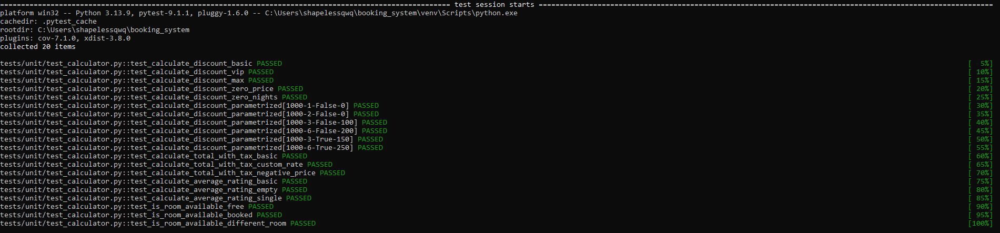 =========================================================================================================== test session starts ============================================================================================================
platform win32 -- Python 3.13.9, pytest-9.1.1, pluggy-1.6.0 -- C:\Users\shapelessqwq\booking_system\venv\Scripts\python.exe
cachedir: .pytest_cache
rootdir: C:\Users\shapelessqwq\booking_system
plugins: cov-7.1.0, xdist-3.8.0
collected 20 items
tests/unit/test_calculator.py::test_calculate_discount_basic PASSED [  5%]
tests/unit/test_calculator.py::test_calculate_discount_vip PASSED [ 10%]
tests/unit/test_calculator.py::test_calculate_discount_max PASSED [ 15%]
tests/unit/test_calculator.py::test_calculate_discount_zero_price PASSED [ 20%]
tests/unit/test_calculator.py::test_calculate_discount_zero_nights PASSED [ 25%]
tests/unit/test_calculator.py::test_calculate_discount_parametrized[1000-1-False-0] PASSED [ 30%]
tests/unit/test_calculator.py::test_calculate_discount_parametrized[1000-2-False-0] PASSED [ 35%]
tests/unit/test_calculator.py::test_calculate_discount_parametrized[1000-3-False-100] PASSED [ 40%]
tests/unit/test_calculator.py::test_calculate_discount_parametrized[1000-6-False-200] PASSED [ 45%]
tests/unit/test_calculator.py::test_calculate_discount_parametrized[1000-3-True-150] PASSED [ 50%]
tests/unit/test_calculator.py::test_calculate_discount_parametrized[1000-6-True-250] PASSED [ 55%]
tests/unit/test_calculator.py::test_calculate_total_with_tax_basic PASSED [ 60%]
tests/unit/test_calculator.py::test_calculate_total_with_tax_custom_rate PASSED [ 65%]
tests/unit/test_calculator.py::test_calculate_total_with_tax_negative_price PASSED [ 70%]
tests/unit/test_calculator.py::test_calculate_average_rating_basic PASSED [ 75%]
tests/unit/test_calculator.py::test_calculate_average_rating_empty PASSED [ 80%]
tests/unit/test_calculator.py::test_calculate_average_rating_single PASSED [ 85%]
tests/unit/test_calculator.py::test_is_room_available_free PASSED [ 90%]
tests/unit/test_calculator.py::test_is_room_available_booked PASSED [ 95%]
tests/unit/test_calculator.py::test_is_room_available_different_room PASSED [100%]